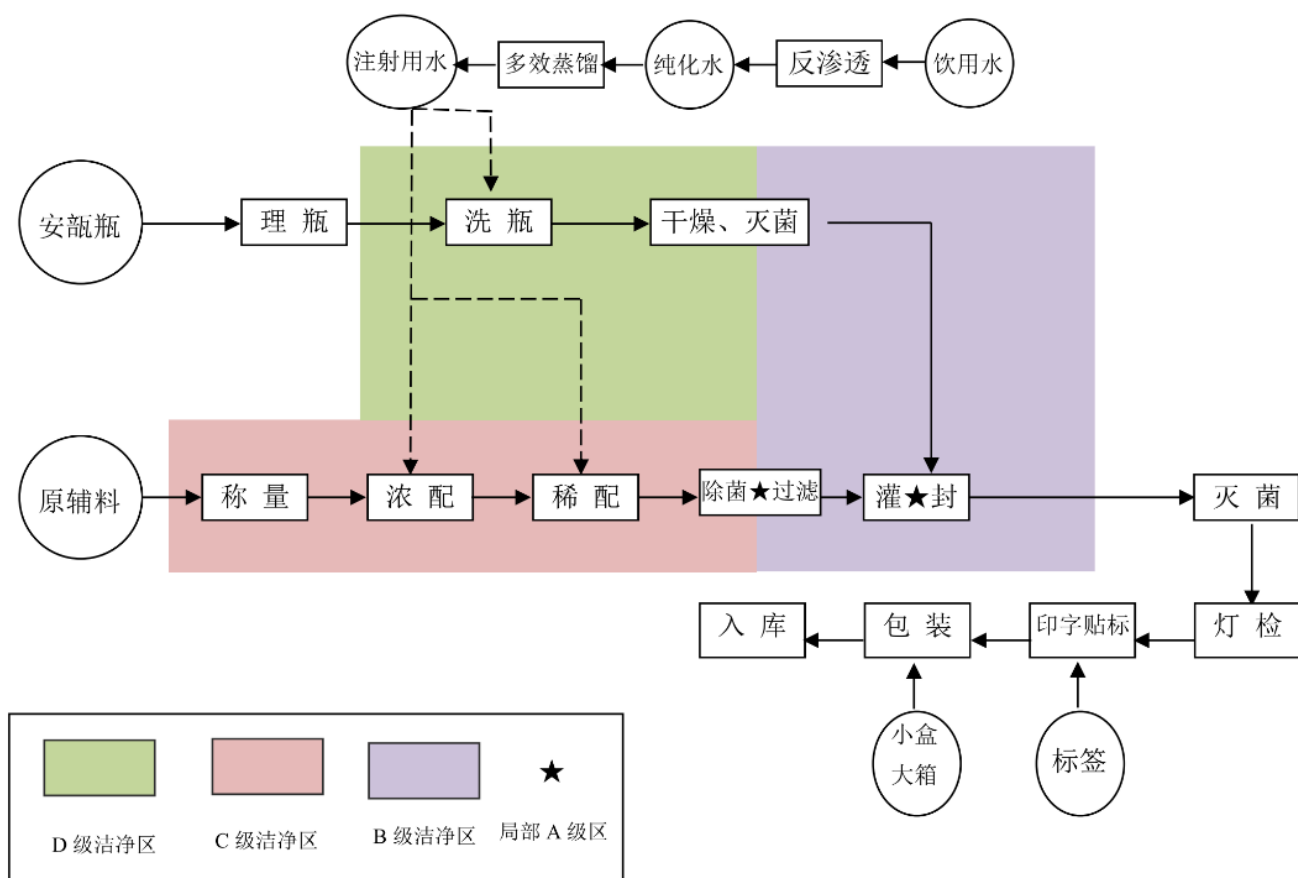 注射用水
多效蒸馏
纯化水
反渗透
饮用水
安瓿瓶
理 瓶
洗 瓶
干燥、灭菌
原辅料
称 量
浓 配
稀 配
除菌★过滤
灌★封
灭 菌
入 库
包 装
印字贴标
灯 检
小盒
大箱
标签
★
D 级洁净区
C 级洁净区
B 级洁净区
局部 A 级区